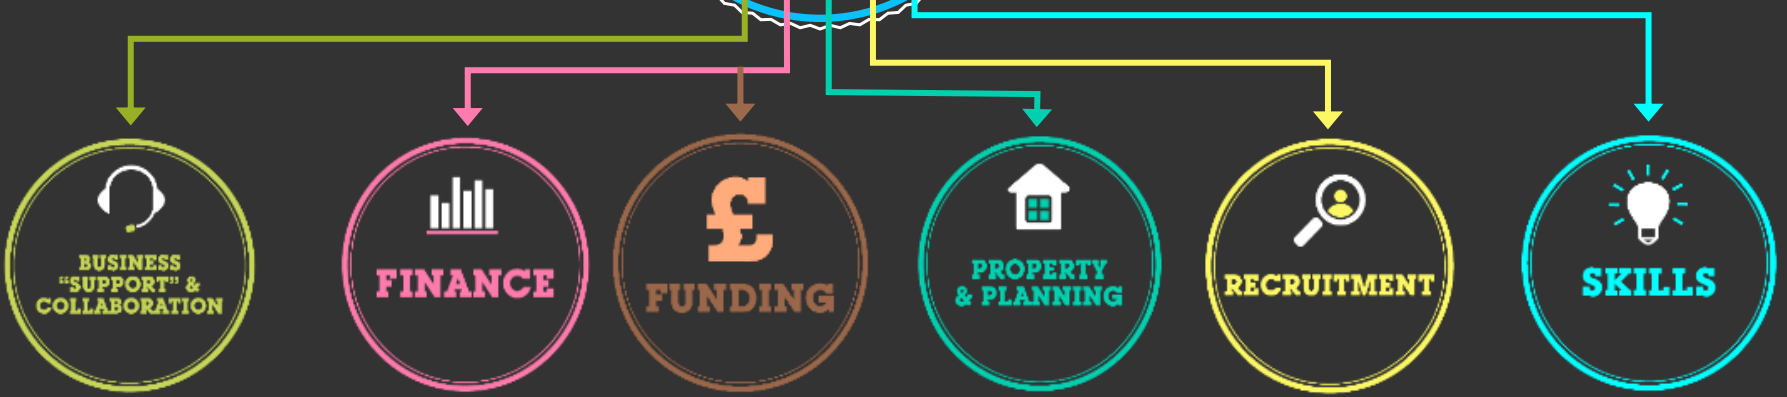 BUSINESS
“SUPPORT” &
COLLABORATION
FINANCE
£
FUNDING
PROPERTY
& PLANNING
RECRUITMENT
SKILLS